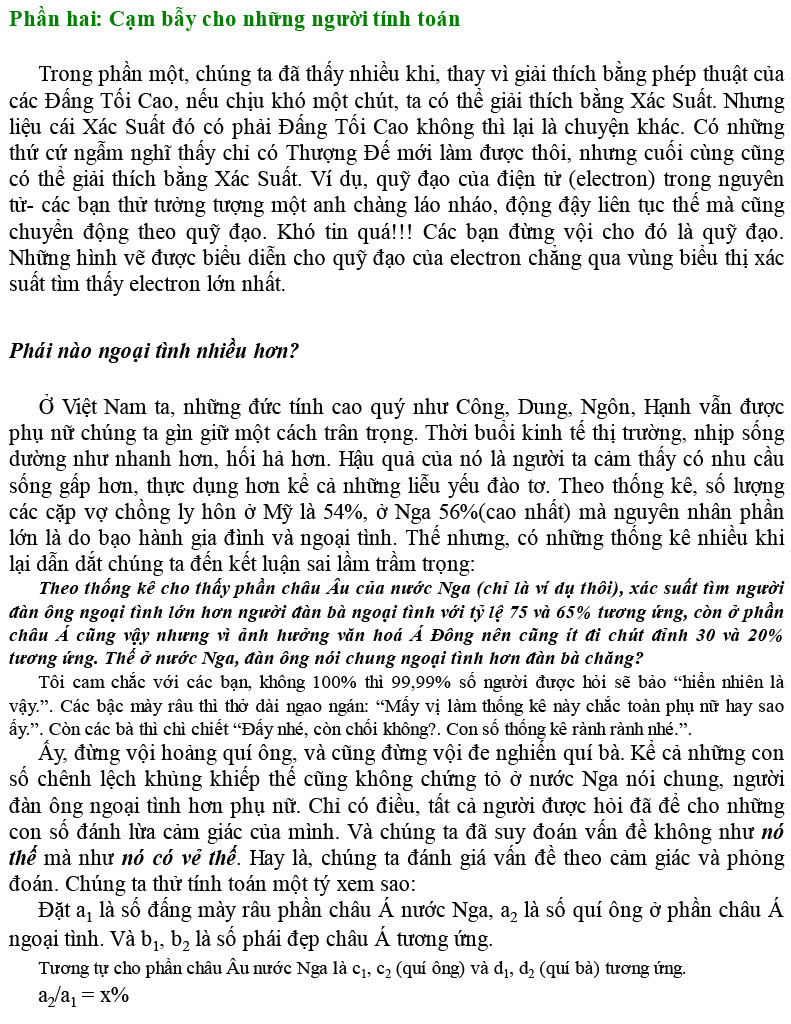 Phần hai: Cạm bẫy cho những người tính toán
Trong phần một, chúng ta đã thấy nhiều khi, thay vì giải thích bằng phép thuật của
các Đấng Tối Cao, nếu chịu khó một chút, ta có thể giải thích bằng Xác Suất. Nhưng
liệu cái Xác Suất đó có phải Đấng Tối Cao không thì lại là chuyện khác. Có những
thứ cứ ngẫm nghĩ thấy chỉ có Thượng Đế mới làm được thôi, nhưng cuối cùng cũng
có thể giải thích bằng Xác Suất. Ví dụ, quỹ đạo của điện tử (electron) trong nguyên
tử- các bạn thử tưởng tượng một anh chàng láo nháo, động đậy liên tục thế mà cũng
chuyển động theo quỹ đạo. Khó tin quá!!! Các bạn đừng vội cho đó là quỹ đạo.
Những hình vẽ được biểu diễn cho quỹ đạo của electron chẳng qua vùng biểu thị xác
suất tìm thấy electron lớn nhất.
Phái nào ngoại tình nhiều hơn?
Ở Việt Nam ta, những đức tính cao quý như Công, Dung, Ngôn, Hạnh vẫn được
phụ nữ chúng ta gìn giữ một cách trân trọng. Thời buổi kinh tế thị trường, nhịp sống
dường như nhanh hơn, hối hả hơn. Hậu quả của nó là người ta cảm thấy có nhu cầu
sống gấp hơn, thực dụng hơn kể cả những liễu yếu đào tơ. Theo thống kê, số lượng
các cặp vợ chồng ly hôn ở Mỹ là 54%, ở Nga 56%(cao nhất) mà nguyên nhân phần
lớn là do bạo hành gia đình và ngoại tình. Thế nhưng, có những thống kê nhiều khi
lại dẫn dắt chúng ta đến kết luận sai lầm trầm trọng:
Theo thống kê cho thấy phần châu Âu của nước Nga (chỉ là ví dụ thôi), xác suất tìm người
đàn ông ngoại tình lớn hơn người đàn bà ngoại tình với tỷ lệ 75 và 65% tương ứng, còn ở phần
châu Á cũng vậy nhưng vì ảnh hưởng văn hoá Á Đông nên cũng ít đi chút đỉnh 30 và 20%
tương ứng. Thế ở nước Nga, đàn ông nói chung ngoại tình hơn đàn bà chăng?
Tôi cam chắc với các bạn, không 100% thì 99,99% số người được hỏi sẽ bảo “hiển nhiên là
vậy.”. Các bậc mày râu thì thở dài ngao ngán: “Mấy vị làm thống kê này chắc toàn phụ nữ hay sao
ấy.”. Còn các bà thì chì chiết “Đấy nhé, còn chối không?. Con số thống kê rành rành nhé.”.
Ấy, đừng vội hoảng quí ông, và cũng đừng vội đe nghiến quí bà. Kể cả những con
số chênh lệch khủng khiếp thế cũng không chứng tỏ ở nước Nga nói chung, người
đàn ông ngoại tình hơn phụ nữ. Chỉ có điều, tất cả người được hỏi đã để cho những
con số đánh lừa cảm giác của mình. Và chúng ta đã suy đoán vấn đề không như nó
thế mà như nó có vẻ thế. Hay là, chúng ta đánh giá vấn đề theo cảm giác và phỏng
đoán. Chúng ta thử tính toán một tý xem sao:
Đặt a₁ là số đấng mày râu phần châu Á nước Nga, a₂ là số quí ông ở phần châu Á
ngoại tình. Và b₁, b₂ là số phái đẹp châu Á tương ứng.
Tương tự cho phần châu Âu nước Nga là c₁, c₂ (quí ông) và d₁, d₂ (quí bà) tương ứng.
a₂/a₁ = x%